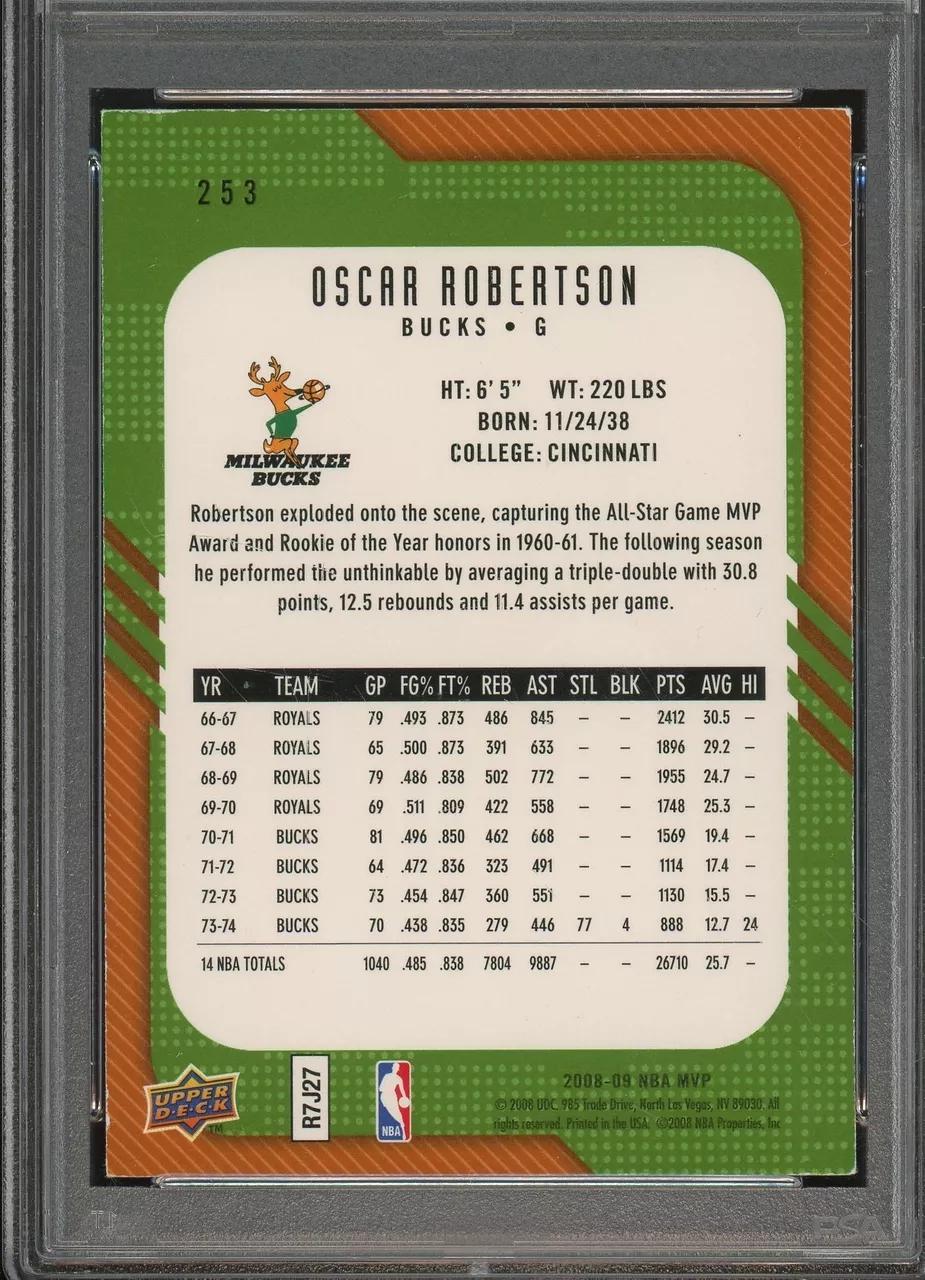 253
OSCAR ROBERTSON
BUCKS • G
HT: 6' 5" WT: 220 LBS
BORN: 11/24/38
COLLEGE: CINCINNATI
MILWAUKEE
BUCKS
Robertson exploded onto the scene, capturing the All-Star Game MVP
Award and Rookie of the Year honors in 1960-61. The following season
he performed the unthinkable by averaging a triple-double with 30.8
points, 12.5 rebounds and 11.4 assists per game.
YR TEAM GP FG% FT% REB AST STL BLK PTS AVG HI
66-67 ROYALS 79 .493 .873 486 845 – – 2412 30.5 –
67-68 ROYALS 65 .500 .873 391 633 – – 1896 29.2 –
68-69 ROYALS 79 .486 .838 502 772 – – 1955 24.7 –
69-70 ROYALS 69 .511 .809 422 558 – – 1748 25.3 –
70-71 BUCKS 81 .496 .850 462 668 – – 1569 19.4 –
71-72 BUCKS 64 .472 .836 323 491 – – 1114 17.4 –
72-73 BUCKS 73 .454 .847 360 551 – – 1130 15.5 –
73-74 BUCKS 70 .438 .835 279 446 77 4 888 12.7 24
14 NBA TOTALS 1040 .485 .838 7804 9887 – – 26710 25.7 –
UPPER
D·E·C·K
TM
R7J27
NBA
2008-09 NBA MVP
© 2008 UDC. 985 Trade Drive, North Las Vegas, NV 89030. All
rights reserved. Printed in the USA. ©2008 NBA Properties, Inc
PSA